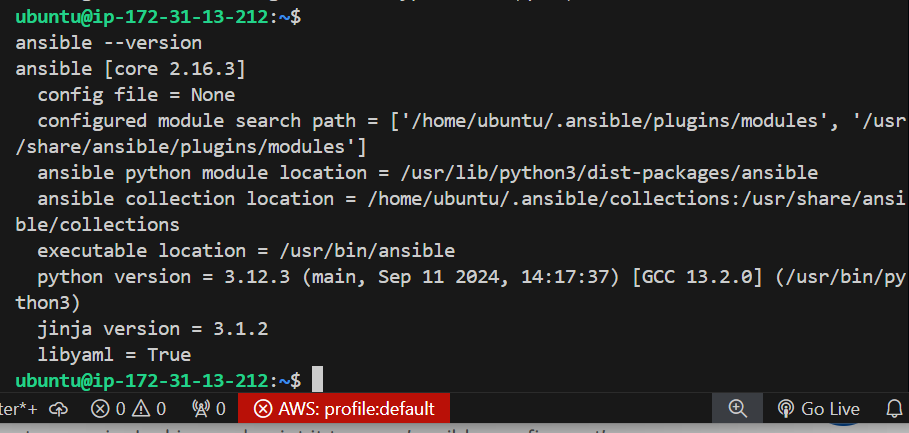 ubuntu@ip-172-31-13-212:~$
ansible --version
ansible [core 2.16.3]
  config file = None
  configured module search path = ['/home/ubuntu/.ansible/plugins/modules', '/usr
/share/ansible/plugins/modules']
  ansible python module location = /usr/lib/python3/dist-packages/ansible
  ansible collection location = /home/ubuntu/.ansible/collections:/usr/share/ansi
ble/collections
  executable location = /usr/bin/ansible
  python version = 3.12.3 (main, Sep 11 2024, 14:17:37) [GCC 13.2.0] (/usr/bin/py
thon3)
  jinja version = 3.1.2
  libyaml = True
ubuntu@ip-172-31-13-212:~$
ter*+ 0 0 0 AWS: profile:default Go Live